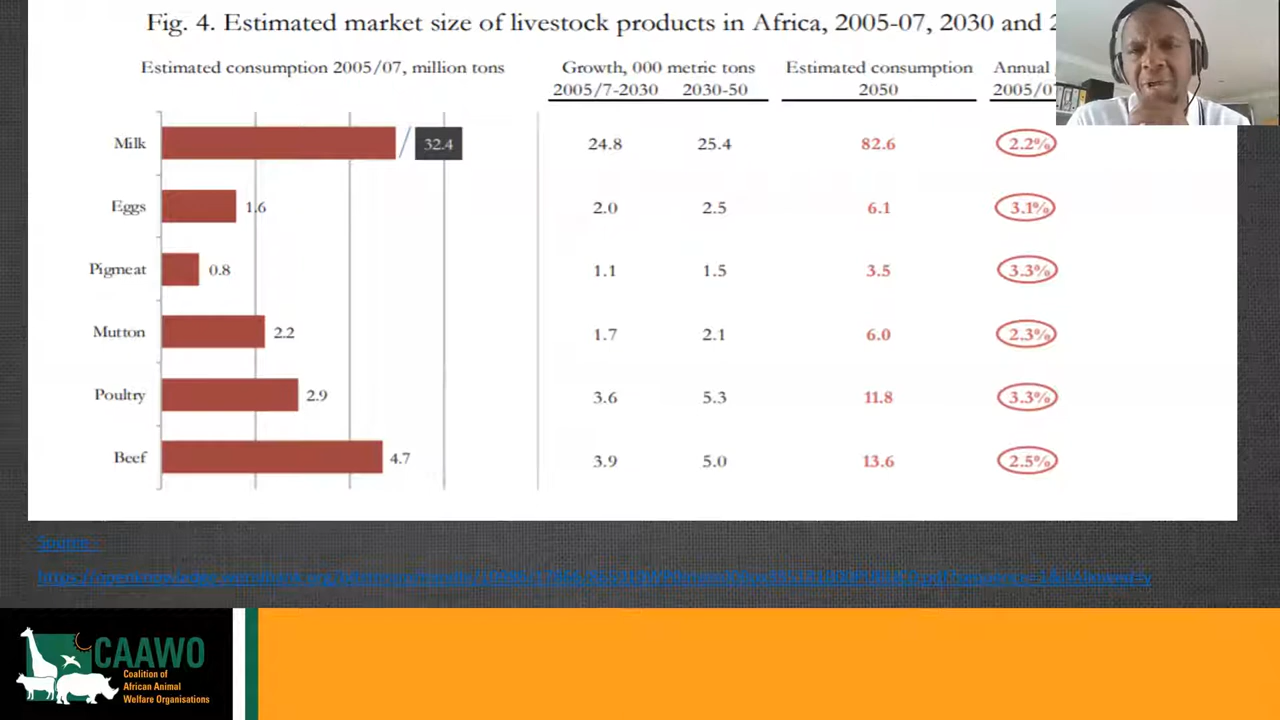 Fig. 4. Estimated market size of livestock products in Africa, 2005-07, 2030 and 2
Estimated consumption 2005/07, million tons
Growth, 000 metric tons
Estimated consumption
Annual
2005/7-2030
2030-50
2050
2005/0
Milk 32.4 24.8 25.4 82.6 2.2%
Eggs 1.6 2.0 2.5 6.1 3.1%
Pigmeat 0.8 1.1 1.5 3.5 3.3%
Mutton 2.2 1.7 2.1 6.0 2.3%
Poultry 2.9 3.6 5.3 11.8 3.3%
Beef 4.7 3.9 5.0 13.6 2.5%
Source:
CAAWO
Coalition of
African Animal
Welfare Organisations